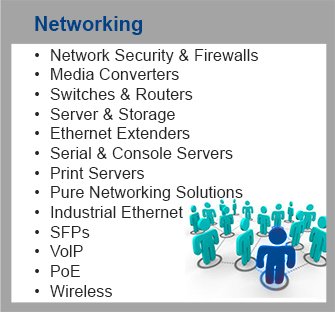 Networking
• Network Security & Firewalls
• Media Converters
• Switches & Routers
• Server & Storage
• Ethernet Extenders
• Serial & Console Servers
• Print Servers
• Pure Networking Solutions
• Industrial Ethernet
• SFPs
• VoIP
• PoE
• Wireless